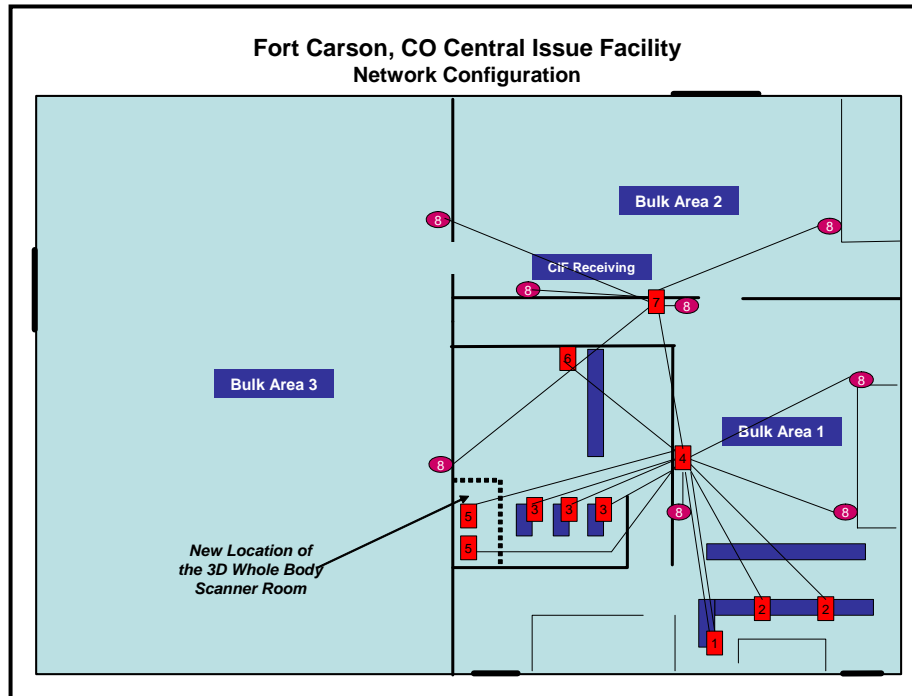 Fort Carson, CO Central Issue Facility
Network Configuration
Bulk Area 2
8
8
CIF Receiving
8
7
8
6
Bulk Area 3
8
Bulk Area 1
4
8
5
3
3
3
8
8
5
New Location of
the 3D Whole Body
Scanner Room
2
2
1